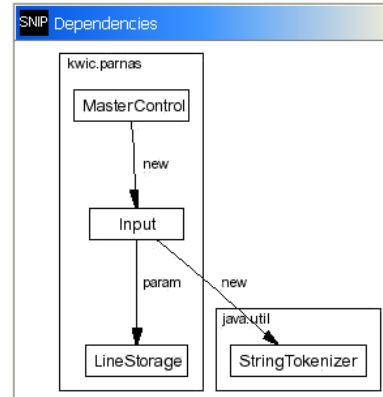 SNIP Dependencies
kwic.parnas
MasterControl
new
Input
param
new
java.util
LineStorage
StringTokenizer